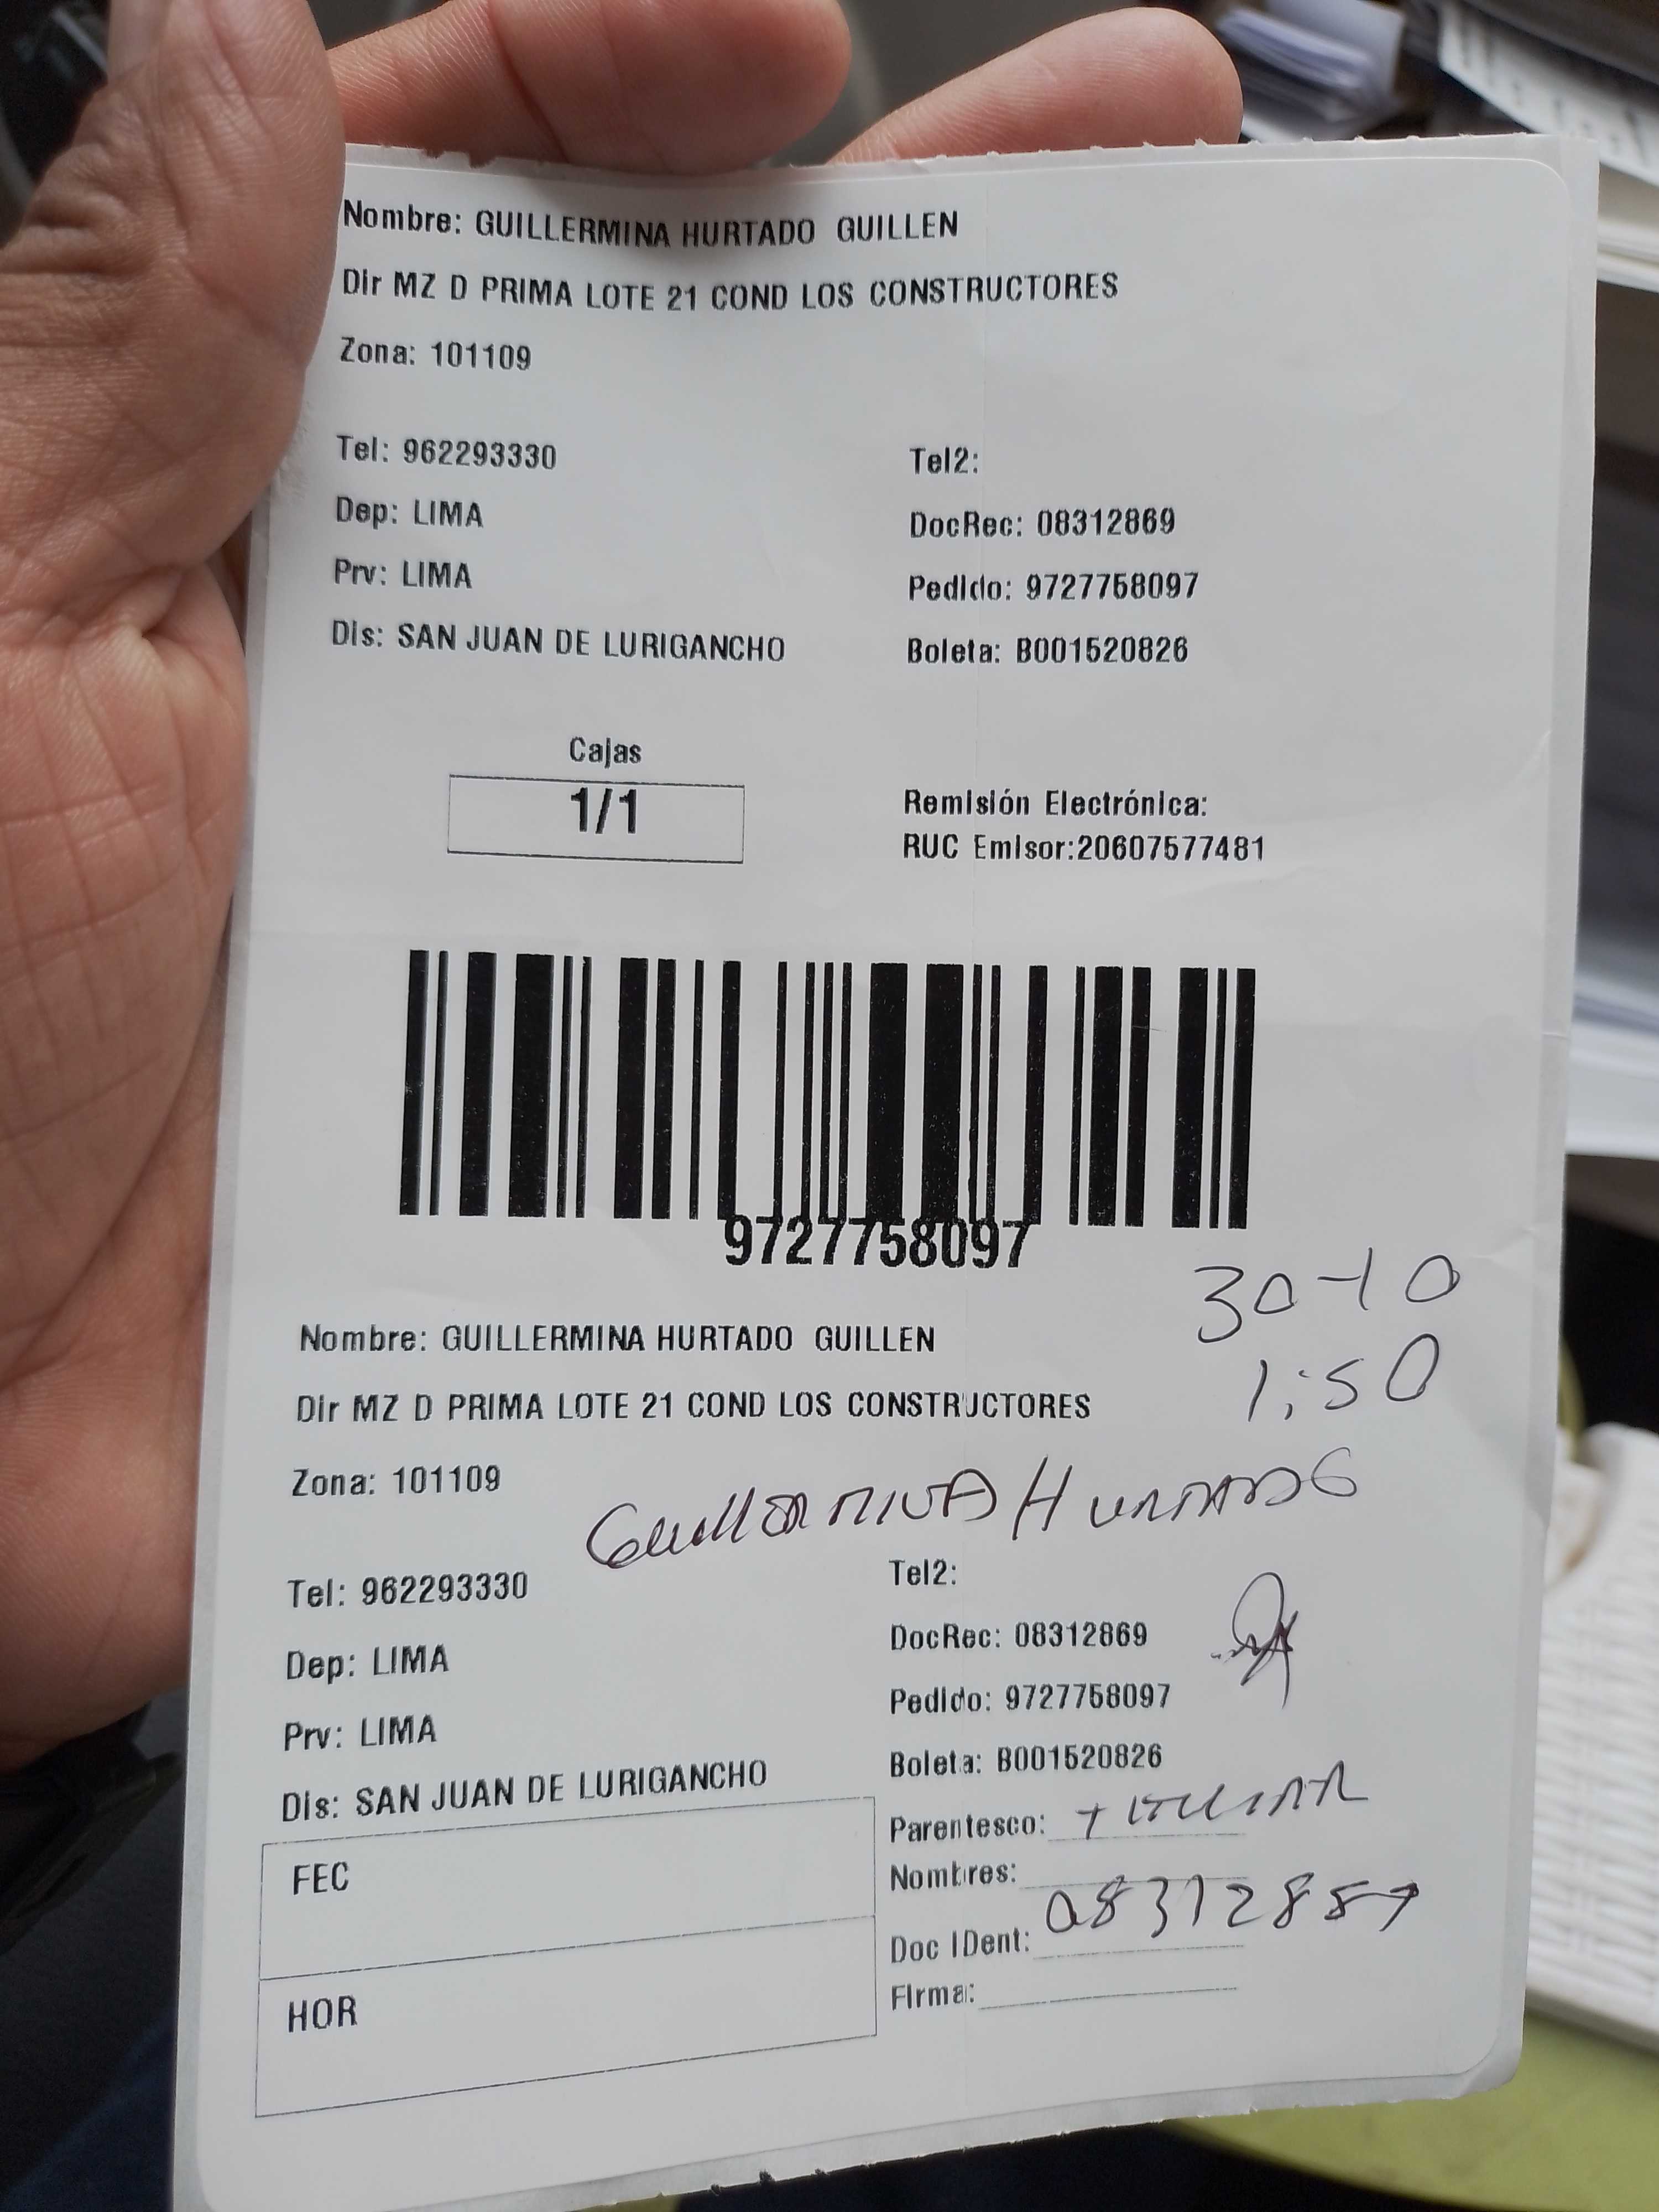 Nombre: GUILLERMINA HURTADO GUILLEN
Dir MZ D PRIMA LOTE 21 COND LOS CONSTRUCTORES
Zona: 101109
Tel: 962293330
Tel2:
Dep: LIMA
DocRec: 08312869
Prv: LIMA
Pedido: 9727758097
Dis: SAN JUAN DE LURIGANCHO
Boleta: B001520826
Cajas
1/1
Remisión Electrónica:
RUC Emisor:20607577481
9727758097
30-10
1:50
Nombre: GUILLERMINA HURTADO GUILLEN
Dir MZ D PRIMA LOTE 21 COND LOS CONSTRUCTORES
Zona: 101109
Guillermina Hurtado G
Tel: 962293330
Tel2:
Dep: LIMA
DocRec: 08312869
Prv: LIMA
Pedido: 9727758097
Dis: SAN JUAN DE LURIGANCHO
Boleta: B001520826
Parentesco: Titular
FEC
Nombres:
Doc IDent:
HOR
Firma: